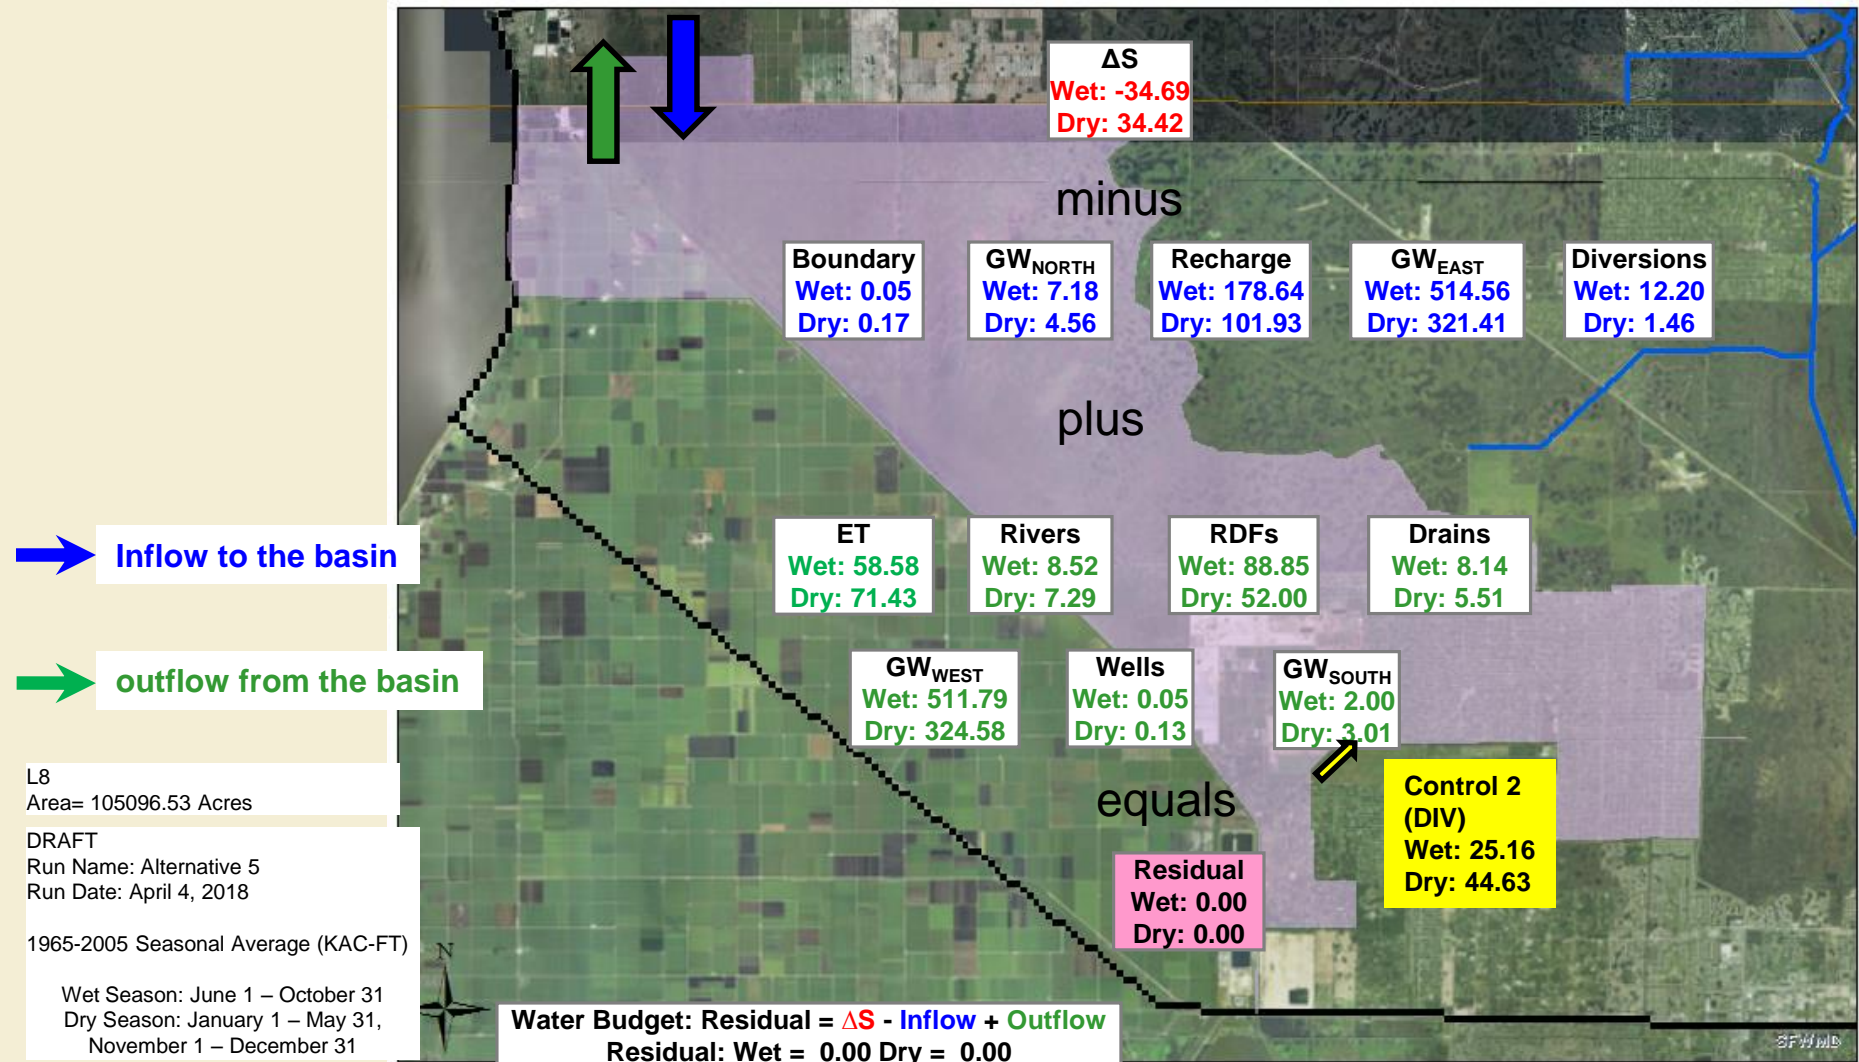 ΔS
Wet: -34.69
Dry: 34.42
minus
Boundary
Wet: 0.05
Dry: 0.17
GWNORTH
Wet: 7.18
Dry: 4.56
Recharge
Wet: 178.64
Dry: 101.93
GWEAST
Wet: 514.56
Dry: 321.41
Diversions
Wet: 12.20
Dry: 1.46
plus
ET
Wet: 58.58
Dry: 71.43
Rivers
Wet: 8.52
Dry: 7.29
RDFs
Wet: 88.85
Dry: 52.00
Drains
Wet: 8.14
Dry: 5.51
Inflow to the basin
outflow from the basin
GWWEST
Wet: 511.79
Dry: 324.58
Wells
Wet: 0.05
Dry: 0.13
GWSOUTH
Wet: 2.00
Dry: 3.01
equals
Control 2
(DIV)
Wet: 25.16
Dry: 44.63
Residual
Wet: 0.00
Dry: 0.00
L8
Area= 105096.53 Acres
DRAFT
Run Name: Alternative 5
Run Date: April 4, 2018
1965-2005 Seasonal Average (KAC-FT)
Wet Season: June 1 – October 31
Dry Season: January 1 – May 31,
November 1 – December 31
N
Water Budget: Residual = ΔS - Inflow + Outflow
Residual: Wet = 0.00 Dry = 0.00
SFWMD